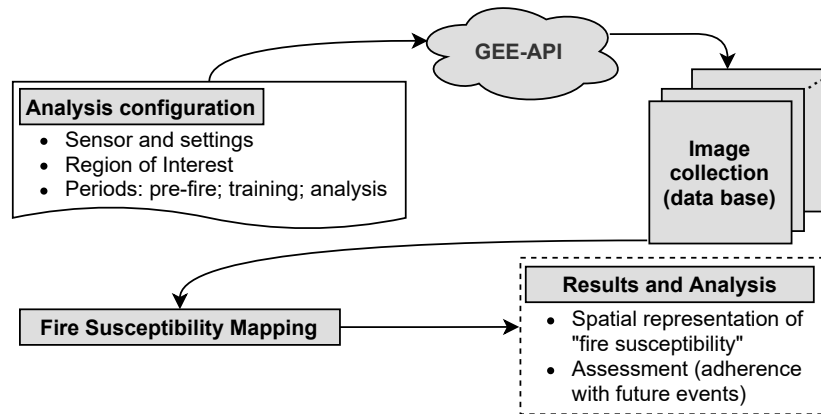 GEE-API
Analysis configuration
• Sensor and settings
• Region of Interest
• Periods: pre-fire; training; analysis
Image
collection
(data base)
Fire Susceptibility Mapping
Results and Analysis
• Spatial representation of
"fire susceptibility"
• Assessment (adherence
with future events)